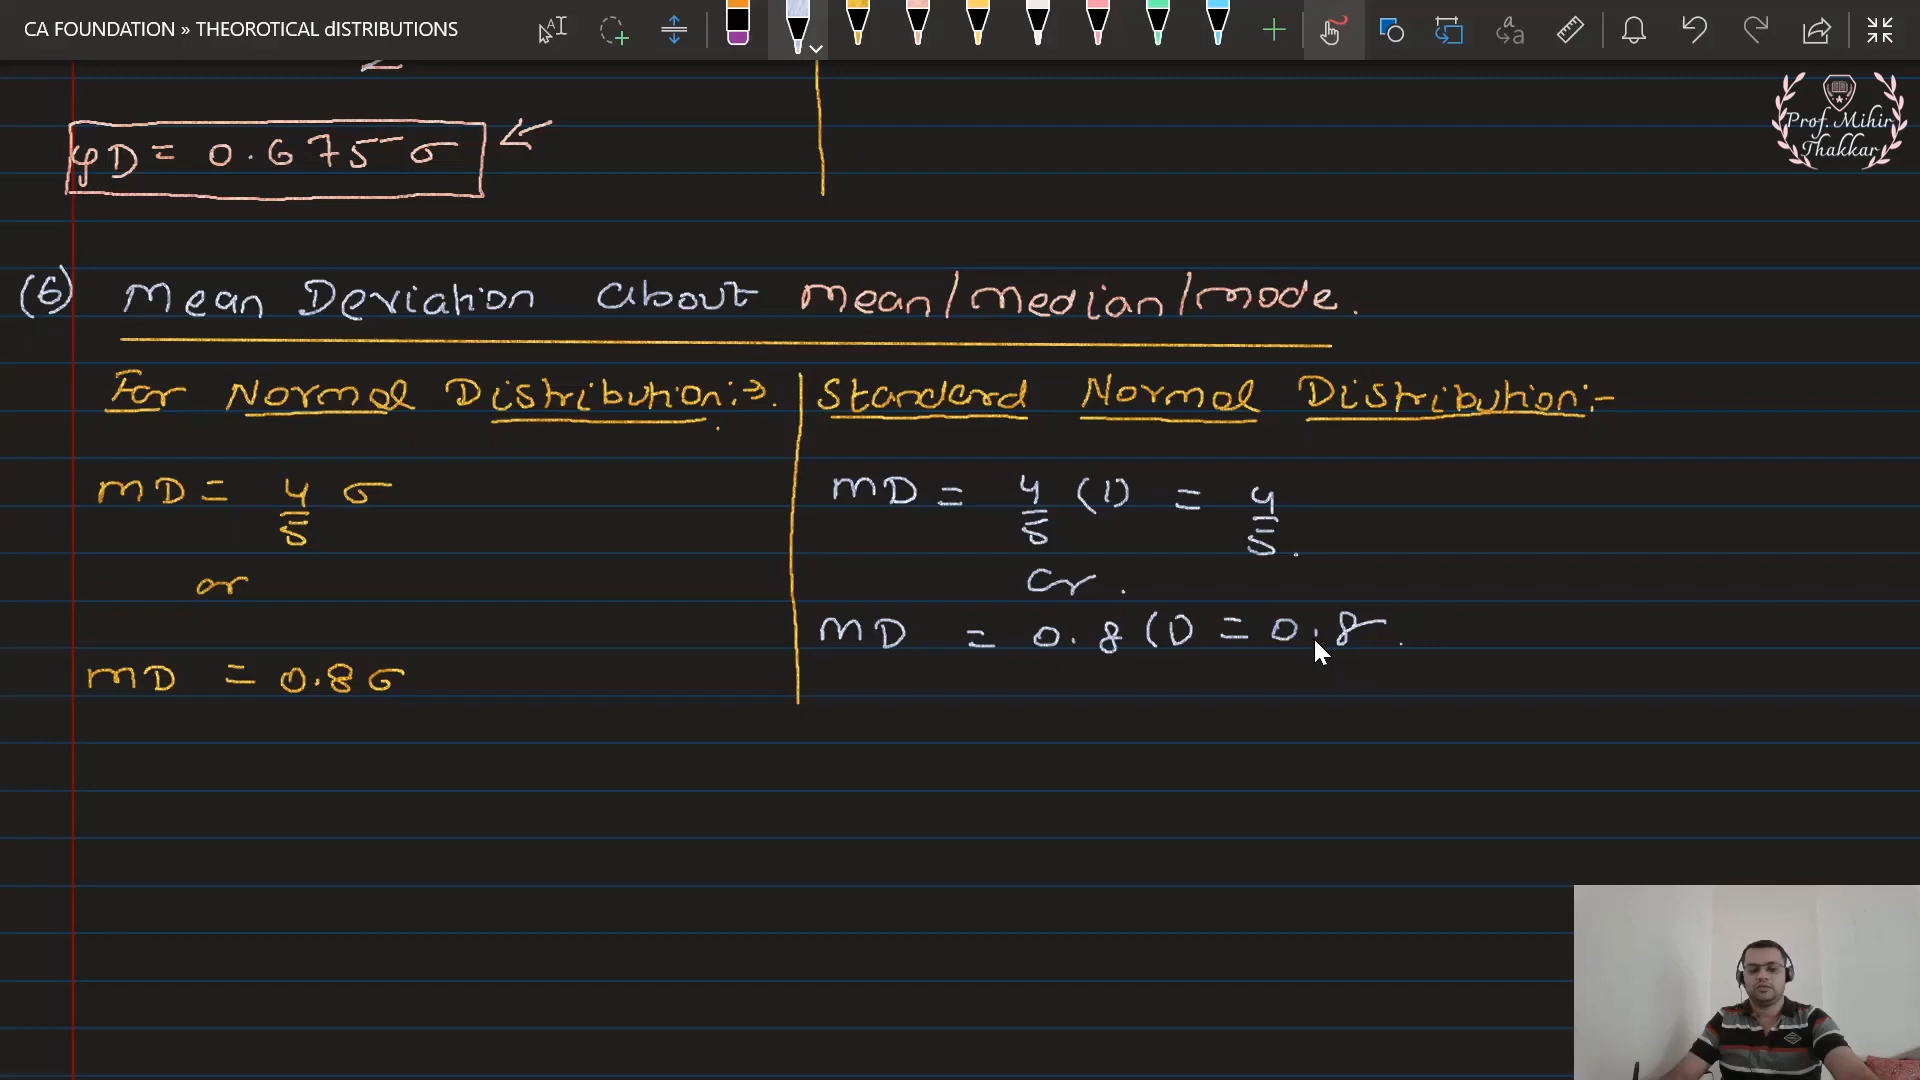 CA FOUNDATION » THEOROTICAL dISTRIBUTIONS
Prof. Mihir
Thakkar
QD = 0.675 σ
(6) Mean Deviation About Mean/Median/Mode.
For Normal Distribution:→.
MD = 4/5 σ
or
MD = 0.8 σ
Standard Normal Distribution:-
MD = 4/5 (1) = 4/5.
or.
MD = 0.8 (1) = 0.8.